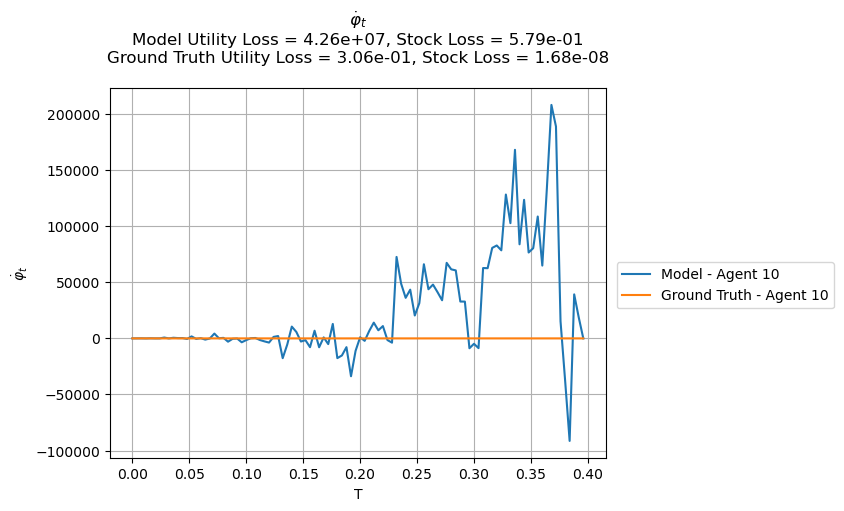 φ̇ₜ
Model Utility Loss = 4.26e+07, Stock Loss = 5.79e-01
Ground Truth Utility Loss = 3.06e-01, Stock Loss = 1.68e-08
200000
150000
100000
50000
0
−50000
−100000
φ̇ₜ
0.00 0.05 0.10 0.15 0.20 0.25 0.30 0.35 0.40
T
Model - Agent 10
Ground Truth - Agent 10